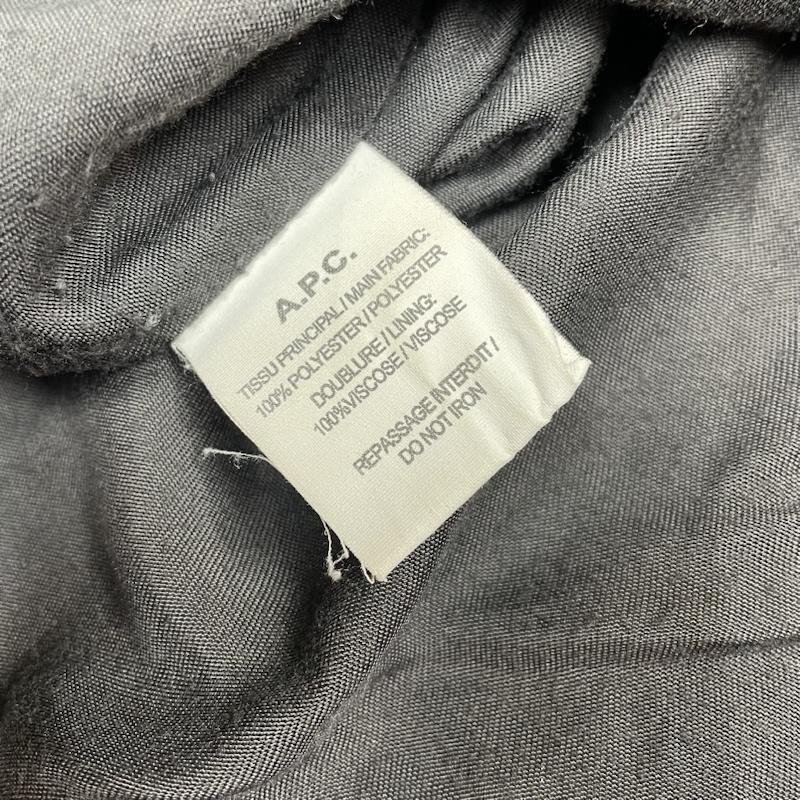 A.P.C.
TISSU PRINCIPAL / MAIN FABRIC:
100% POLYESTER / POLYESTER
DOUBLURE / LINING:
100%VISCOSE / VISCOSE
REPASSAGE INTERDIT /
DO NOT IRON